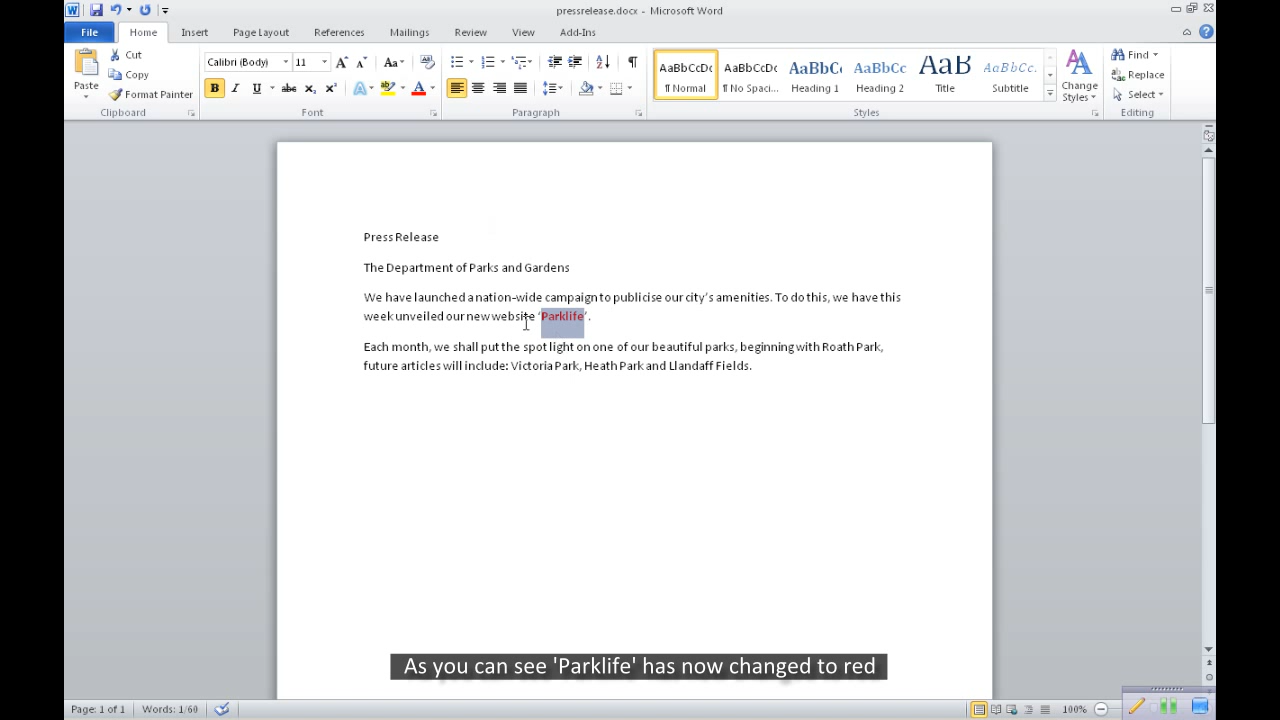 pressrelease.docx - Microsoft Word
File Home Insert Page Layout References Mailings Review View Add-Ins
Paste
Cut
Copy
Format Painter
Clipboard
Calibri (Body) 11
Font
Paragraph
AaBbCcDc AaBbCcDc AaBbC AaBbCc AaB AaBbCc.
¶ Normal ¶ No Spaci... Heading 1 Heading 2 Title Subtitle
Change
Styles
Styles
Find
Replace
Select
Editing
Press Release
The Department of Parks and Gardens
We have launched a nation-wide campaign to publicise our city’s amenities. To do this, we have this
week unveiled our new website ‘Parklife’.
Each month, we shall put the spot light on one of our beautiful parks, beginning with Roath Park,
future articles will include: Victoria Park, Heath Park and Llandaff Fields.
As you can see 'Parklife' has now changed to red
Page: 1 of 1 Words: 1/60 100%